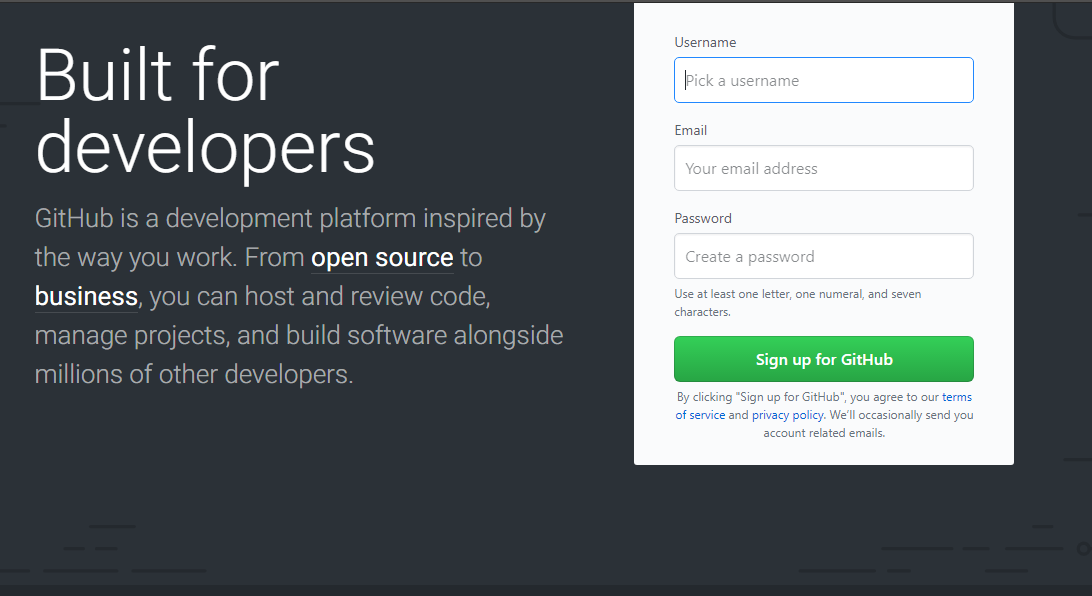 Built for
developers
GitHub is a development platform inspired by
the way you work. From open source to
business, you can host and review code,
manage projects, and build software alongside
millions of other developers.
Username
Pick a username
Email
Your email address
Password
Create a password
Use at least one letter, one numeral, and seven
characters.
Sign up for GitHub
By clicking "Sign up for GitHub", you agree to our terms
of service and privacy policy. We’ll occasionally send you
account related emails.